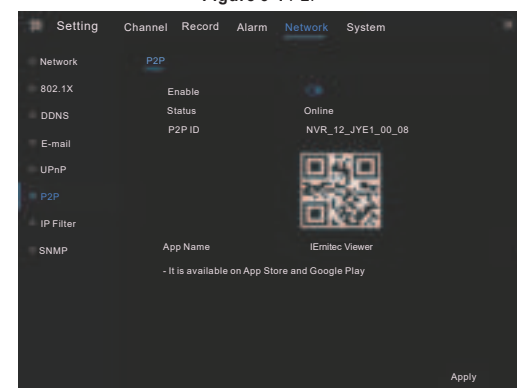 Setting Channel Record Alarm Network System
Network
P2P
802.1X
Enable
DDNS
Status Online
P2P ID NVR_12_JYE1_00_08
E-mail
UPnP
P2P
IP Filter
SNMP
App Name IErnitec Viewer
- It is available on App Store and Google Play
Apply